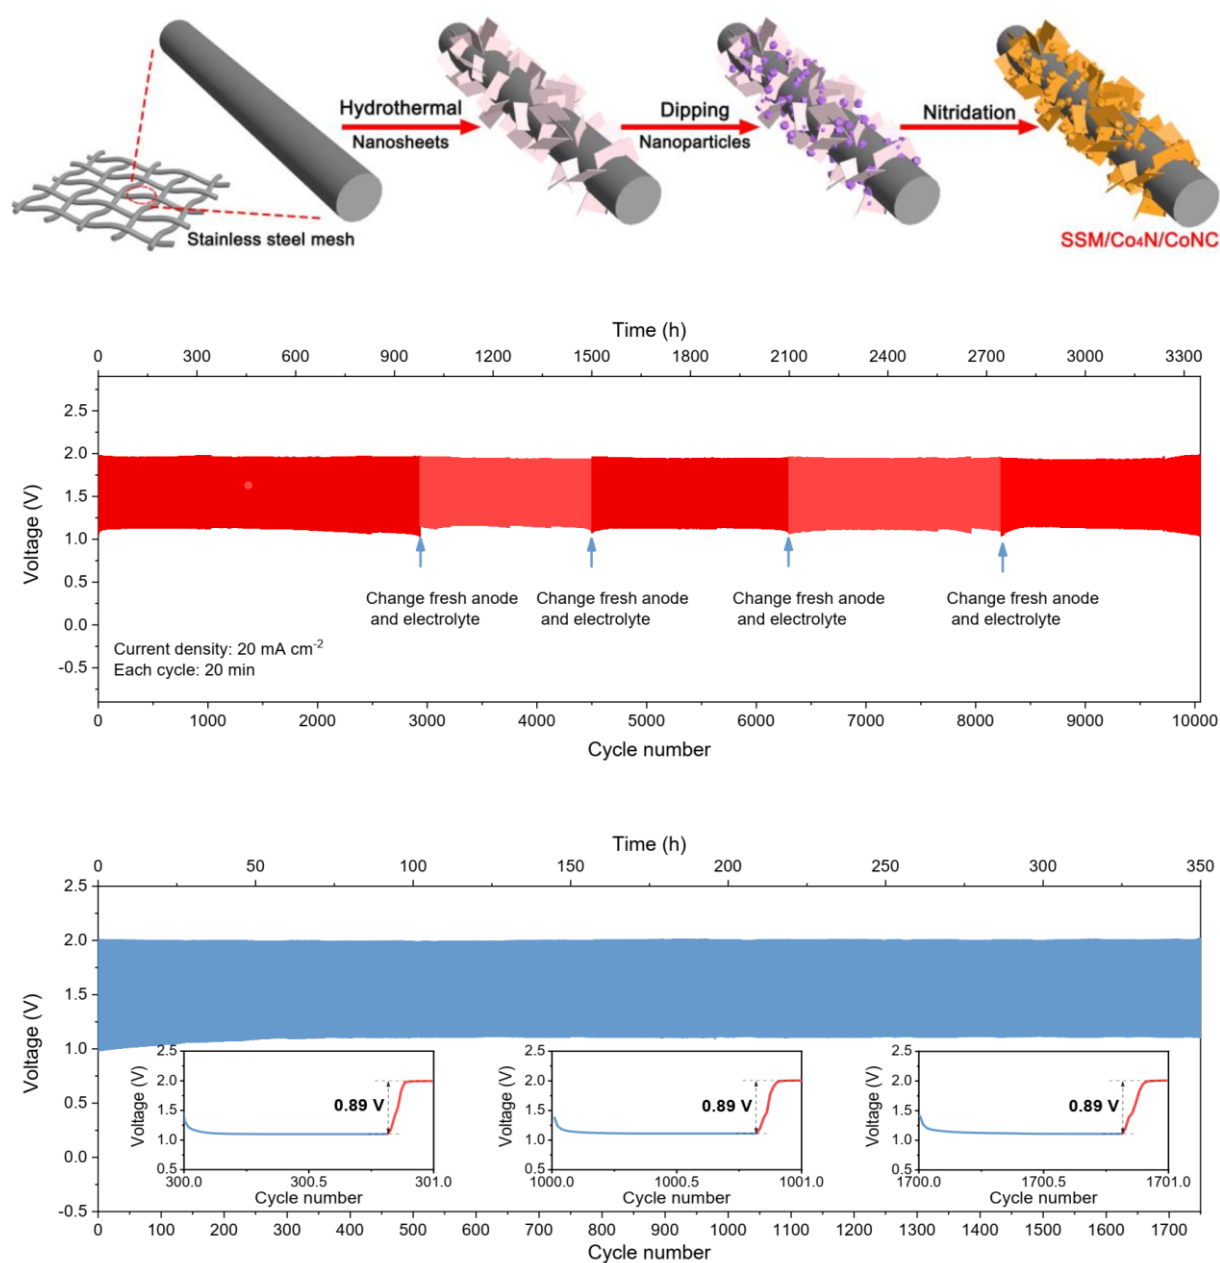 Hydrothermal
Nanosheets
Dipping
Nanoparticles
Nitridation
Stainless steel mesh
SSM/Co₄N/CoNC
Time (h)
0 300 600 900 1200 1500 1800 2100 2400 2700 3000 3300
Voltage (V)
2.5
2.0
1.5
1.0
0.5
0.0
-0.5
Change fresh anode
and electrolyte
Change fresh anode
and electrolyte
Change fresh anode
and electrolyte
Change fresh anode
and electrolyte
Current density: 20 mA cm⁻²
Each cycle: 20 min
0 1000 2000 3000 4000 5000 6000 7000 8000 9000 10000
Cycle number
Time (h)
0 50 100 150 200 250 300 350
Voltage (V)
2.5
2.0
1.5
1.0
0.5
0.0
-0.5
Voltage (V)
2.5
2.0
1.5
1.0
0.5
0.89 V
300.0 300.5 301.0
Cycle number
Voltage (V)
2.5
2.0
1.5
1.0
0.5
0.89 V
1000.0 1000.5 1001.0
Cycle number
Voltage (V)
2.5
2.0
1.5
1.0
0.5
0.89 V
1700.0 1700.5 1701.0
Cycle number
0 100 200 300 400 500 600 700 800 900 1000 1100 1200 1300 1400 1500 1600 1700
Cycle number